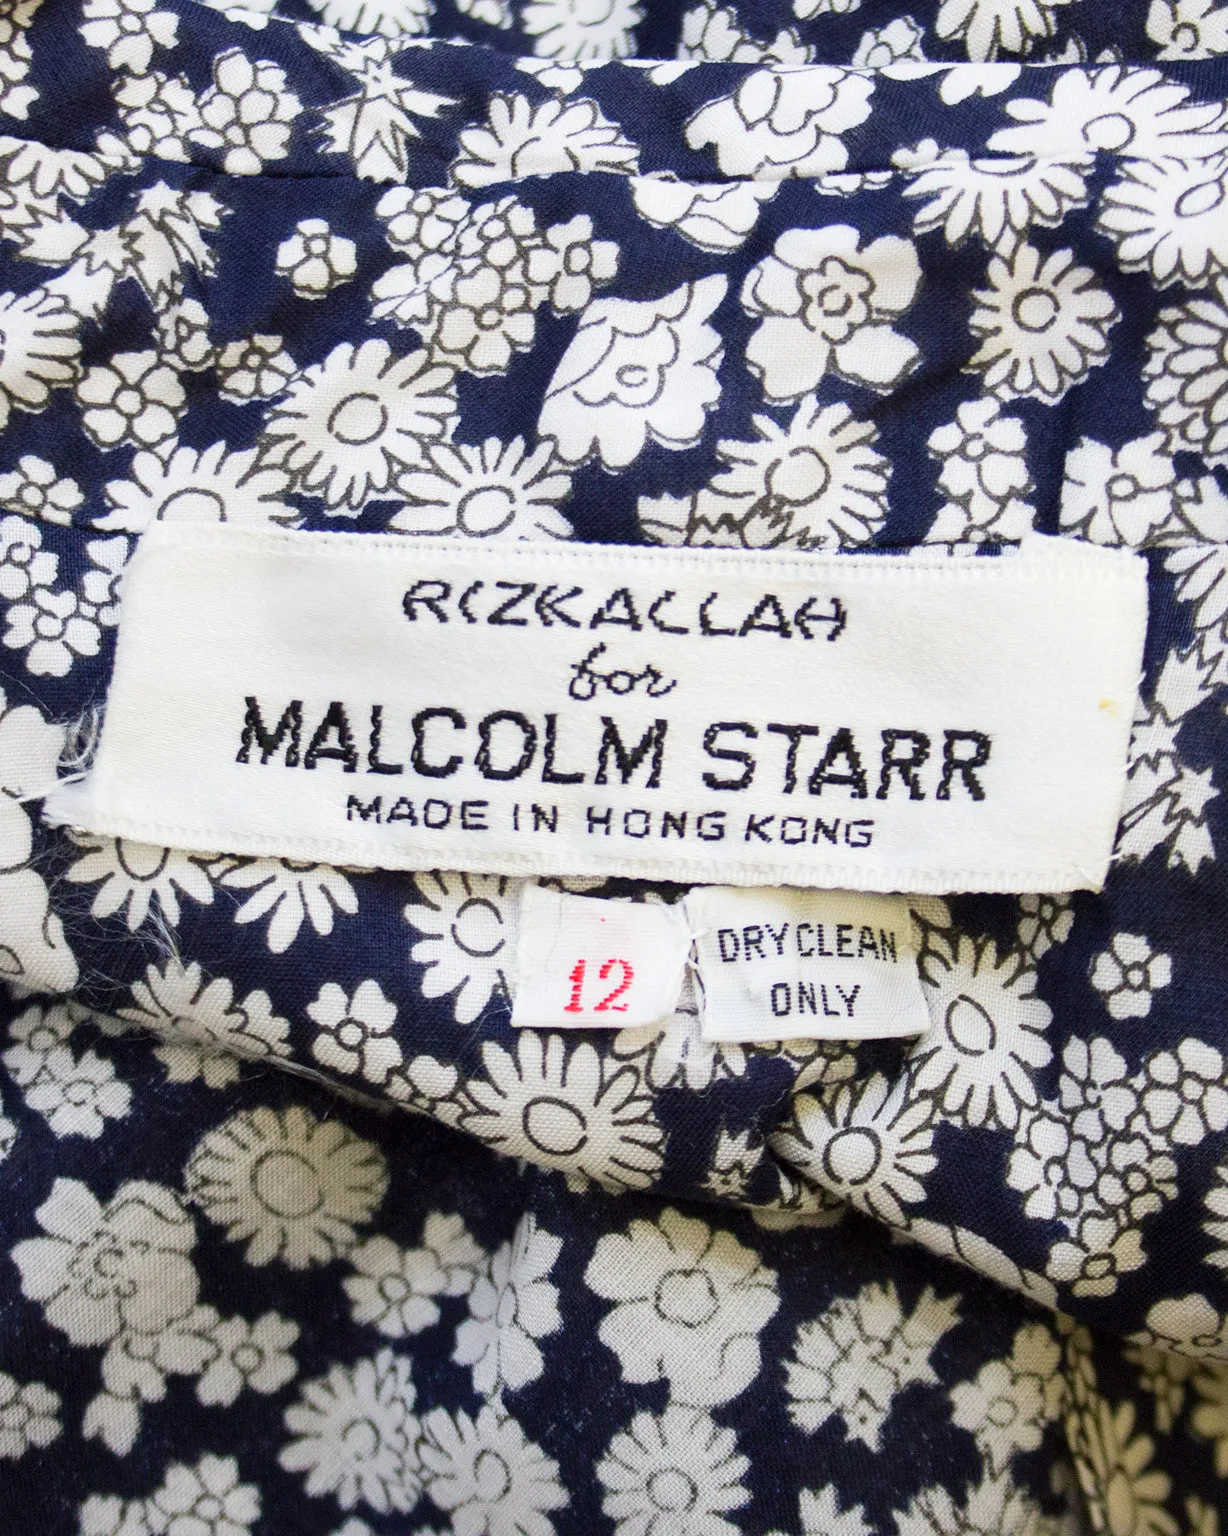 RIZKALLAH
for
MALCOLM STARR
MADE IN HONG KONG
12
DRY CLEAN
ONLY